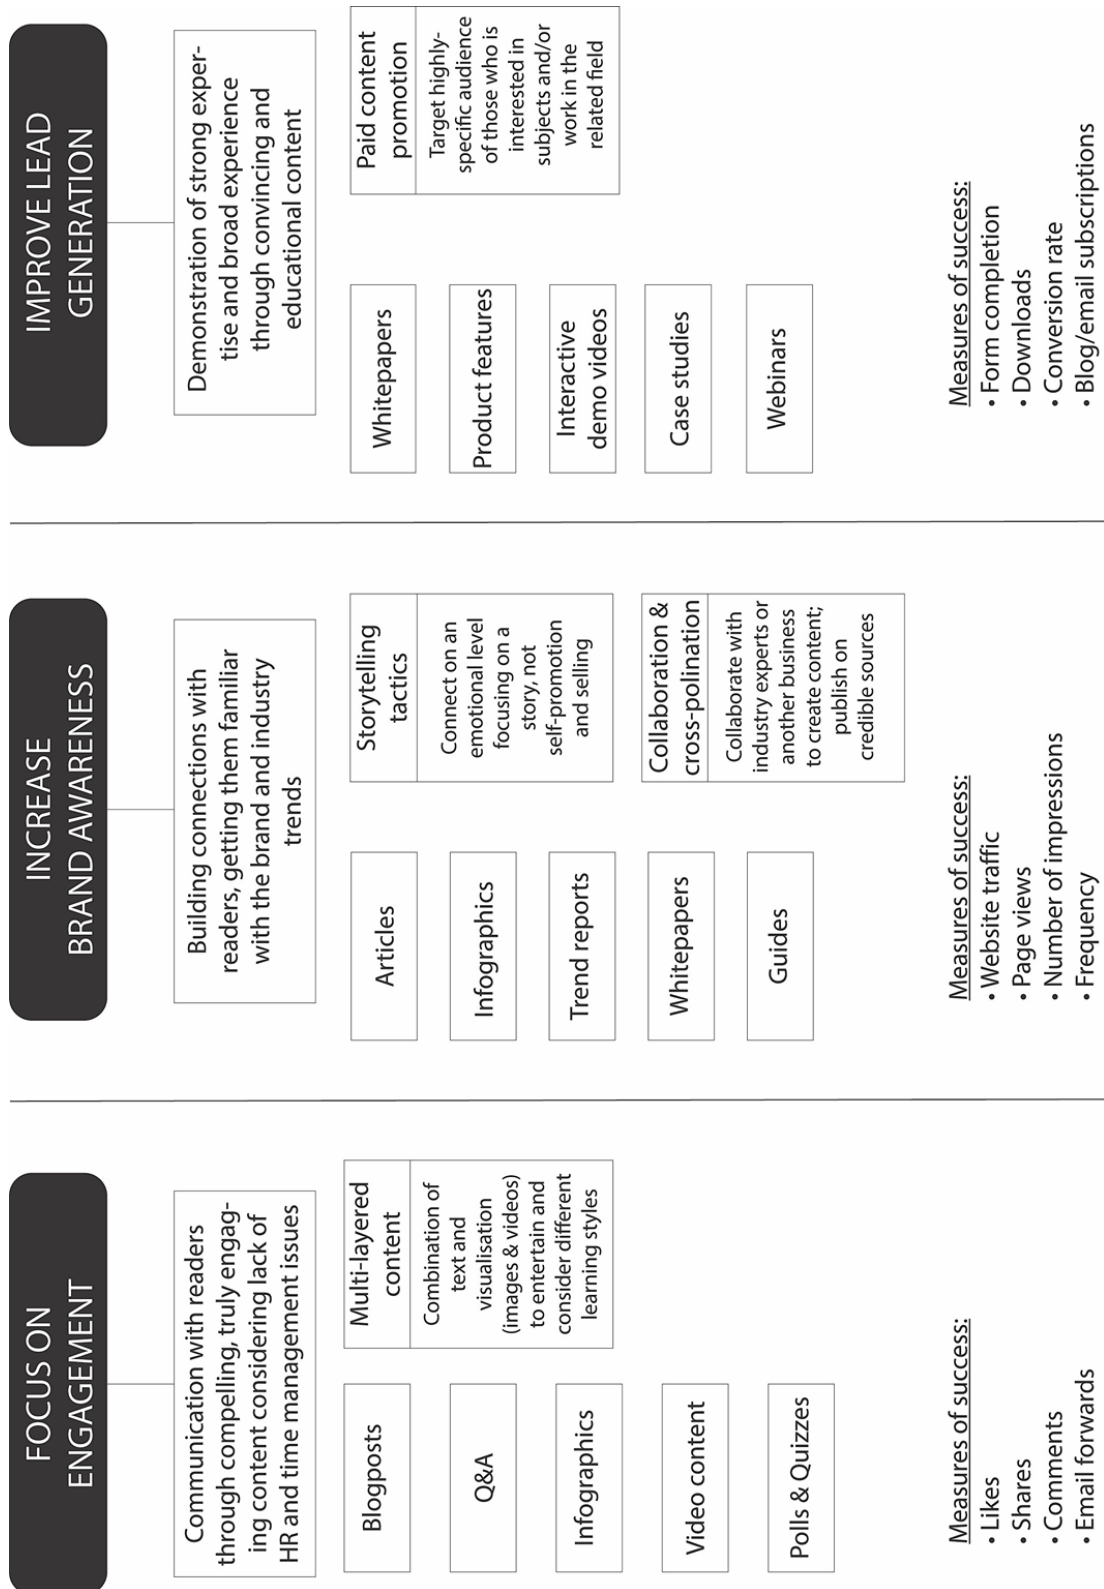 FOCUS ON
ENGAGEMENT
Communication with readers
through compelling, truly engag-
ing content considering lack of
HR and time management issues
Blogposts
Q&A
Infographics
Video content
Polls & Quizzes
Multi-layered
content
Combination of
text and
visualisation
(images & videos)
to entertain and
consider different
learning styles
Measures of success:
• Likes
• Shares
• Comments
• Email forwards
INCREASE
BRAND AWARENESS
Building connections with
readers, getting them familiar
with the brand and industry
trends
Articles
Infographics
Trend reports
Whitepapers
Guides
Storytelling
tactics
Connect on an
emotional level
focusing on a
story, not
self-promotion
and selling
Collaboration &
cross-polination
Collaborate with
industry experts or
another business
to create content;
publish on
credible sources
Measures of success:
• Website traffic
• Page views
• Number of impressions
• Frequency
IMPROVE LEAD
GENERATION
Demonstration of strong exper-
tise and broad experience
through convincing and
educational content
Whitepapers
Product features
Interactive
demo videos
Case studies
Webinars
Paid content
promotion
Target highly-
specific audience
of those who is
interested in
subjects and/or
work in the
related field
Measures of success:
• Form completion
• Downloads
• Conversion rate
• Blog/email subscriptions